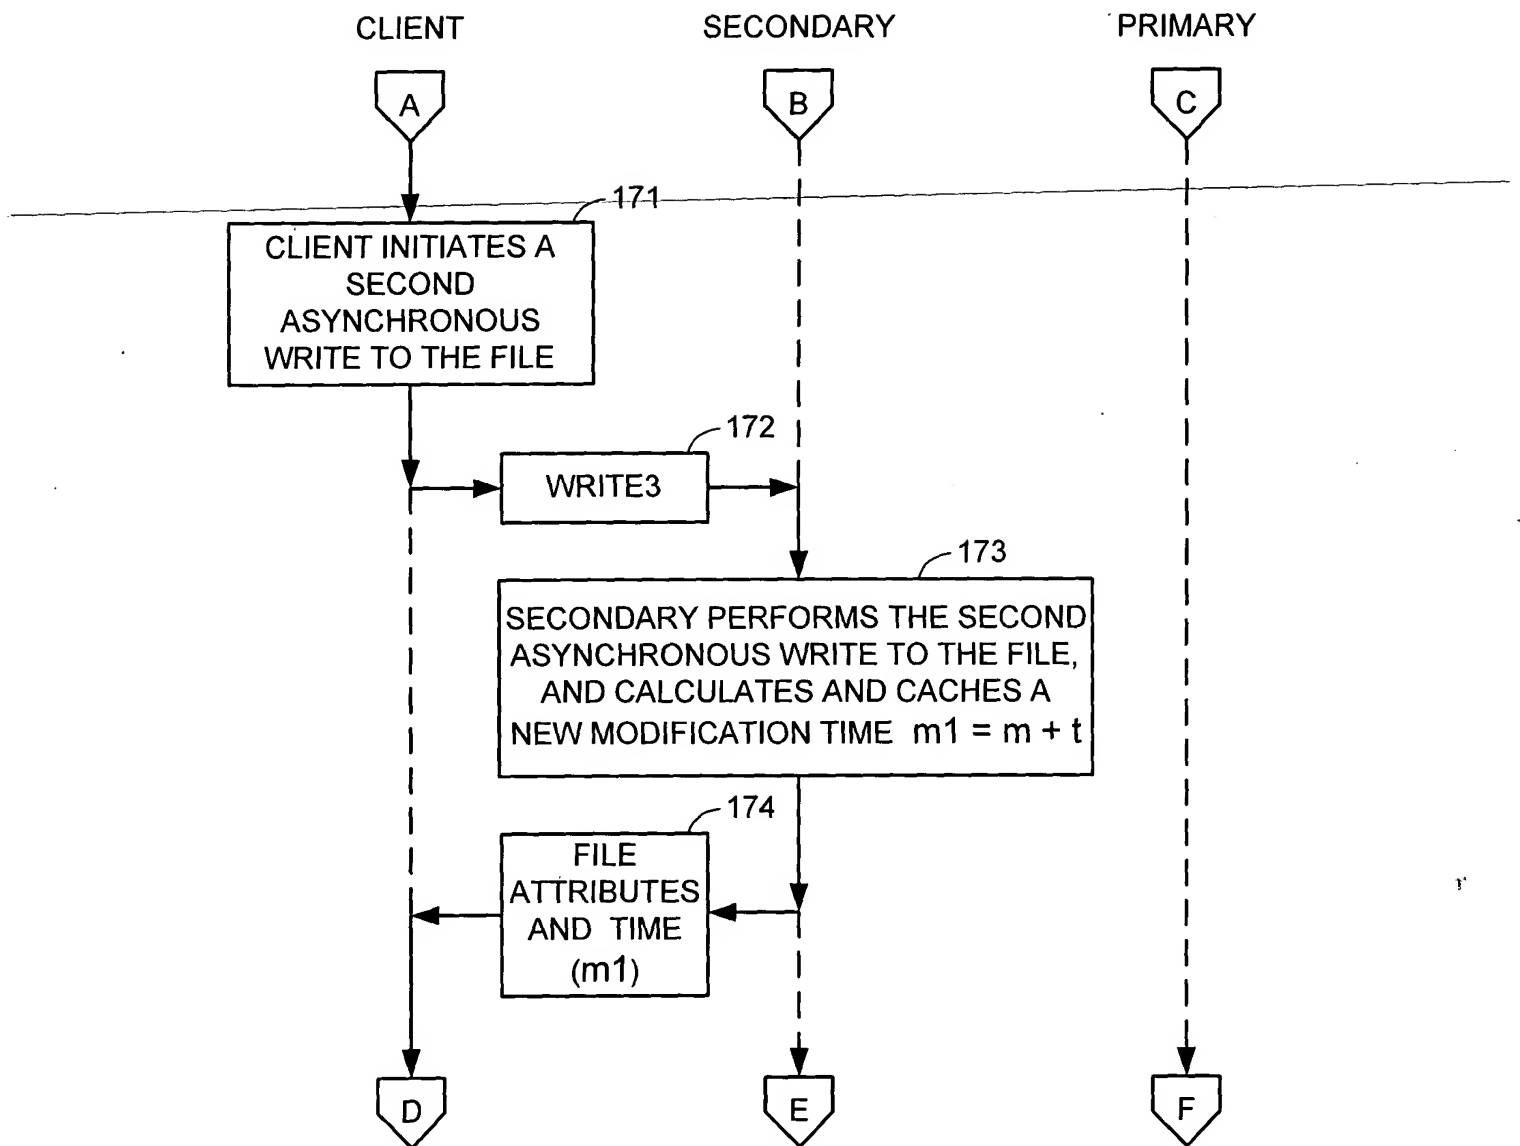 CLIENT
SECONDARY
PRIMARY
A
B
C
171
CLIENT INITIATES A
SECOND
ASYNCHRONOUS
WRITE TO THE FILE
172
WRITE3
173
SECONDARY PERFORMS THE SECOND
ASYNCHRONOUS WRITE TO THE FILE,
AND CALCULATES AND CACHES A
NEW MODIFICATION TIME m1 = m + t
174
FILE
ATTRIBUTES
AND TIME
(m1)
D
E
F